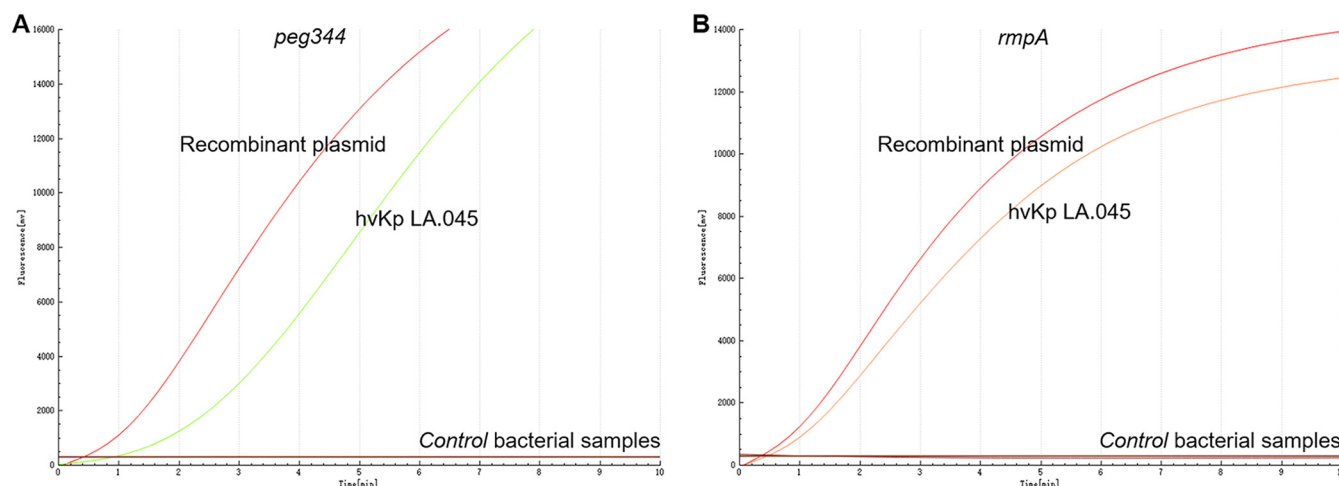 A
peg344
16000
14000
12000
10000
8000
6000
4000
2000
0
Fluorescence[mv]
Recombinant plasmid
hvKp LA.045
Control bacterial samples
0 1 2 3 4 5 6 7 8 9 10
Time[min]
B
rmpA
14000
12000
10000
8000
6000
4000
2000
0
Fluorescence[mv]
Recombinant plasmid
hvKp LA.045
Control bacterial samples
0 1 2 3 4 5 6 7 8 9
Time[min]